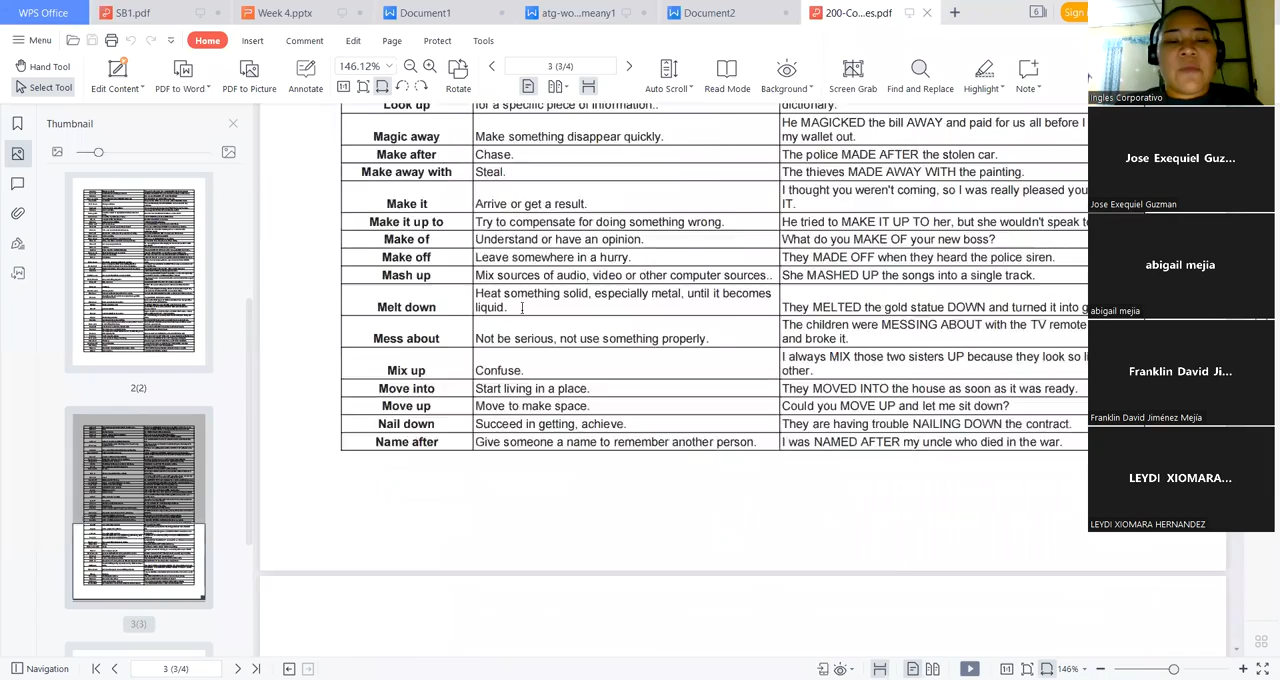 WPS Office
SB1.pdf
Week 4.pptx
Document1
atg-wo...meany1
Document2
200-Co...es.pdf
6
Sign
Menu
Home
Insert
Comment
Edit
Page
Protect
Tools
Hand Tool
Select Tool
Edit Content
PDF to Word
PDF to Picture
Annotate
146.12%
Rotate
3 (3/4)
Auto Scroll
Read Mode
Background
Screen Grab
Find and Replace
Highlight
Note
Ingles Corporativo
Thumbnail
2(2)
3(3)
Look up for a specific piece of information.. dictionary.
He MAGICKED the bill AWAY and paid for us all before I
Magic away Make something disappear quickly. my wallet out.
Make after Chase. The police MADE AFTER the stolen car.
Make away with Steal. The thieves MADE AWAY WITH the painting.
I thought you weren't coming, so I was really pleased you
Make it Arrive or get a result. IT.
Make it up to Try to compensate for doing something wrong. He tried to MAKE IT UP TO her, but she wouldn't speak t
Make of Understand or have an opinion. What do you MAKE OF your new boss?
Make off Leave somewhere in a hurry. They MADE OFF when they heard the police siren.
Mash up Mix sources of audio, video or other computer sources.. She MASHED UP the songs into a single track.
Heat something solid, especially metal, until it becomes
Melt down liquid. They MELTED the gold statue DOWN and turned it into g
The children were MESSING ABOUT with the TV remote
Mess about Not be serious, not use something properly. and broke it.
I always MIX those two sisters UP because they look so li
Mix up Confuse. other.
Move into Start living in a place. They MOVED INTO the house as soon as it was ready.
Move up Move to make space. Could you MOVE UP and let me sit down?
Nail down Succeed in getting, achieve. They are having trouble NAILING DOWN the contract.
Name after Give someone a name to remember another person. I was NAMED AFTER my uncle who died in the war.
Jose Exequiel Guz...
Jose Exequiel Guzman
abigail mejia
abigail mejia
Franklin David Ji...
Franklin David Jiménez Mejía
LEYDI XIOMARA...
LEYDI XIOMARA HERNANDEZ
Navigation
3 (3/4)
146%